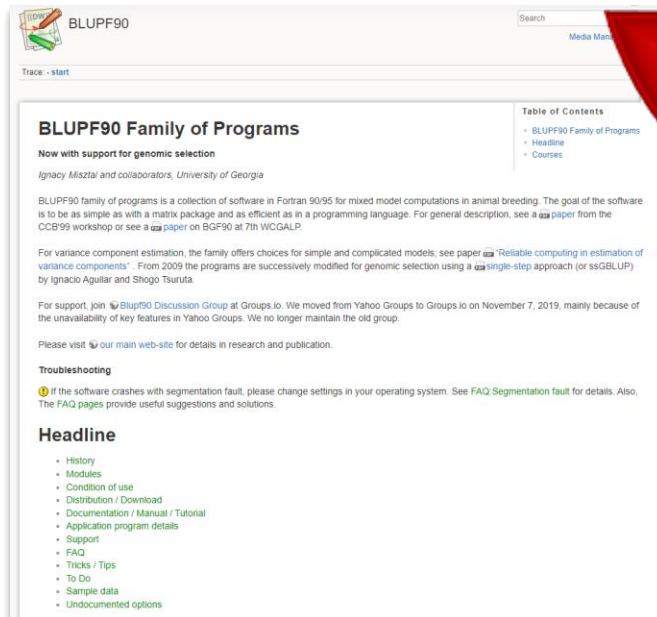 BLUPF90
Search
Media
Trace: • start
Table of Contents
BLUPF90 Family of Programs
Headline
Courses
BLUPF90 Family of Programs
Now with support for genomic selection
Ignacy Misztal and collaborators, University of Georgia
BLUPF90 family of programs is a collection of software in Fortran 90/95 for mixed model computations in animal breeding. The goal of the software
is to be as simple as with a matrix package and as efficient as in a programming language. For general description, see a paper from the
CCB'99 workshop or see a paper on BGF90 at 7th WCGALP.
For variance component estimation, the family offers choices for simple and complicated models; see paper "Reliable computing in estimation of
variance components" . From 2009 the programs are successively modified for genomic selection using a single-step approach (or ssGBLUP)
by Ignacio Aguilar and Shogo Tsuruta.
For support, join Blupf90 Discussion Group at Groups.io. We moved from Yahoo Groups to Groups.io on November 7, 2019, mainly because of
the unavailability of key features in Yahoo Groups. We no longer maintain the old group.
Please visit our main web-site for details in research and publication.
Troubleshooting
If the software crashes with segmentation fault, please change settings in your operating system. See FAQ:Segmentation fault for details. Also,
The FAQ pages provide useful suggestions and solutions.
Headline
History
Modules
Condition of use
Distribution / Download
Documentation / Manual / Tutorial
Application program details
Support
FAQ
Tricks / Tips
To Do
Sample data
Undocumented options